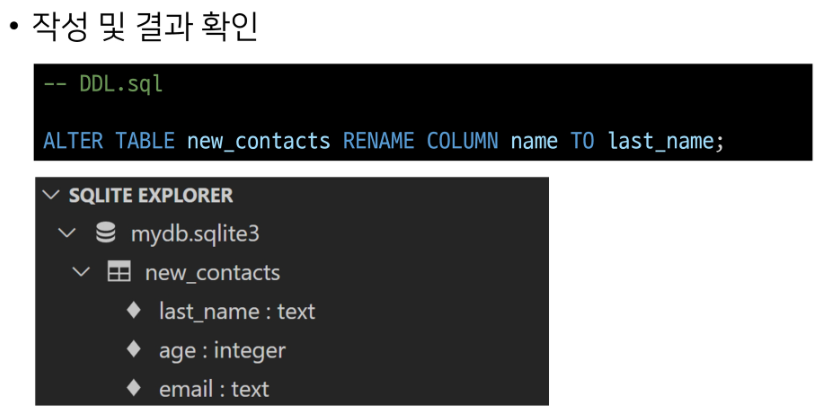 • 작성 및 결과 확인
-- DDL.sql
ALTER TABLE new_contacts RENAME COLUMN name TO last_name;
SQLITE EXPLORER
mydb.sqlite3
new_contacts
last_name : text
age : integer
email : text